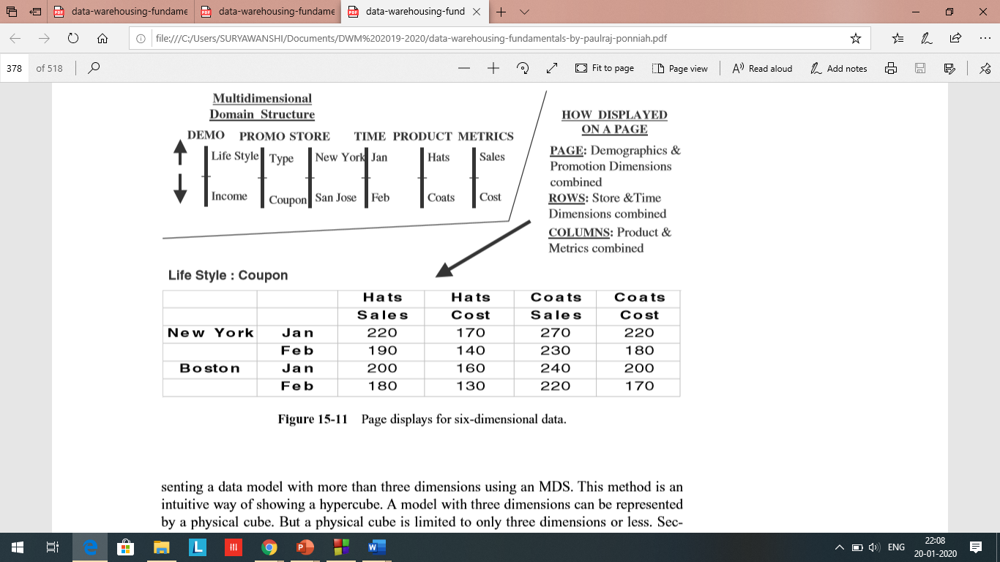 data-warehousing-fundame
data-warehousing-fundame
data-warehousing-fund
file:///C:/Users/SURYAWANSHI/Documents/DWM%202019-2020/data-warehousing-fundamentals-by-paulraj-ponniah.pdf
378 of 518 Fit to page Page view Read aloud Add notes
Multidimensional
Domain Structure
DEMO PROMO STORE TIME PRODUCT METRICS
Life Style Type New York Jan Hats Sales
Income Coupon San Jose Feb Coats Cost
HOW DISPLAYED
ON A PAGE
PAGE: Demographics &
Promotion Dimensions
combined
ROWS: Store &Time
Dimensions combined
COLUMNS: Product &
Metrics combined
Life Style : Coupon
Hats Hats Coats Coats
Sales Cost Sales Cost
New York Jan 220 170 270 220
Feb 190 140 230 180
Boston Jan 200 160 240 200
Feb 180 130 220 170
Figure 15-11 Page displays for six-dimensional data.
senting a data model with more than three dimensions using an MDS. This method is an
intuitive way of showing a hypercube. A model with three dimensions can be represented
by a physical cube. But a physical cube is limited to only three dimensions or less. Sec-
ENG
22:08
20-01-2020